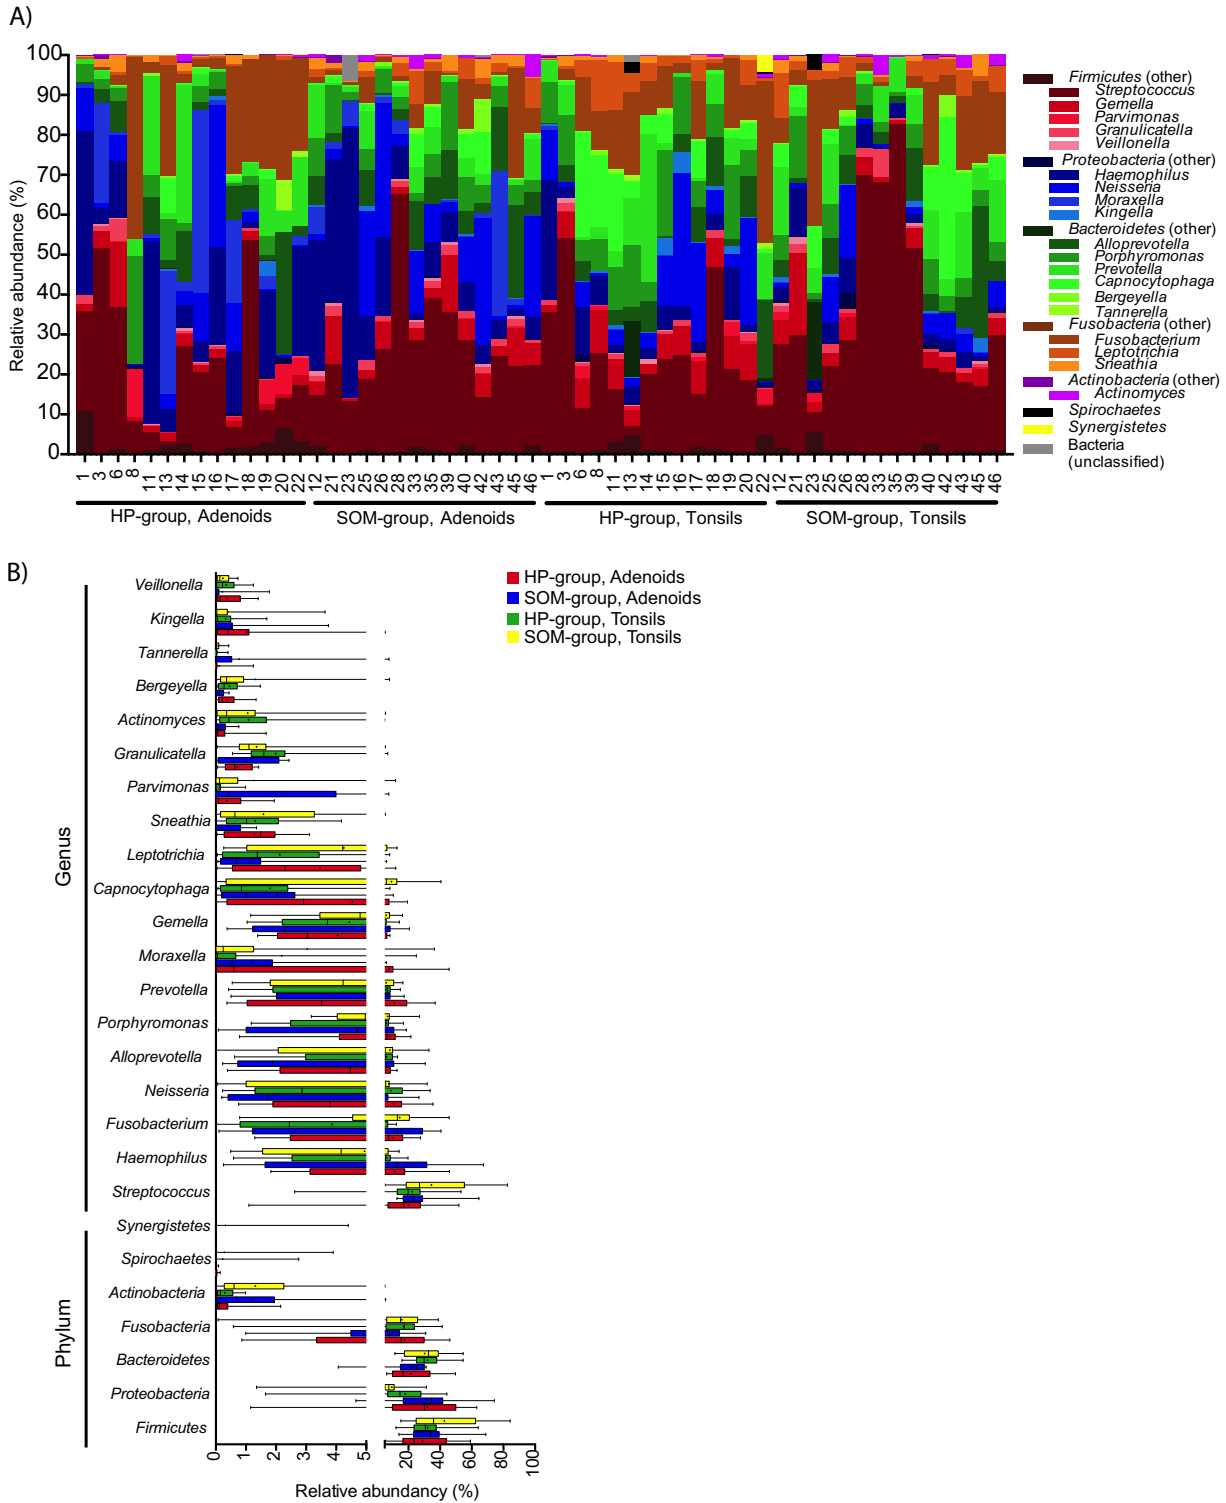 A)
Relative abundance (%)
100
90
80
70
60
50
40
30
20
10
0
1 3 6 8 11 13 14 15 16 17 18 19 20 22 12 21 23 25 26 28 33 35 39 40 42 43 45 46 1 3 6 8 11 13 14 15 16 17 18 19 20 22 12 21 23 25 26 28 33 35 39 40 42 43 45 46
HP-group, Adenoids SOM-group, Adenoids HP-group, Tonsils SOM-group, Tonsils
Firmicutes (other)
Streptococcus
Gemella
Parvimonas
Granulicatella
Veillonella
Proteobacteria (other)
Haemophilus
Neisseria
Moraxella
Kingella
Bacteroidetes (other)
Alloprevotella
Porphyromonas
Prevotella
Capnocytophaga
Bergeyella
Tannerella
Fusobacteria (other)
Fusobacterium
Leptotrichia
Sneathia
Actinobacteria (other)
Actinomyces
Spirochaetes
Synergistetes
Bacteria
(unclassified)
B)
HP-group, Adenoids
SOM-group, Adenoids
HP-group, Tonsils
SOM-group, Tonsils
Genus
Veillonella
Kingella
Tannerella
Bergeyella
Actinomyces
Granulicatella
Parvimonas
Sneathia
Leptotrichia
Capnocytophaga
Gemella
Moraxella
Prevotella
Porphyromonas
Alloprevotella
Neisseria
Fusobacterium
Haemophilus
Streptococcus
Phylum
Synergistetes
Spirochaetes
Actinobacteria
Fusobacteria
Bacteroidetes
Proteobacteria
Firmicutes
0 1 2 3 4 5 20 40 60 80 100
Relative abundancy (%)